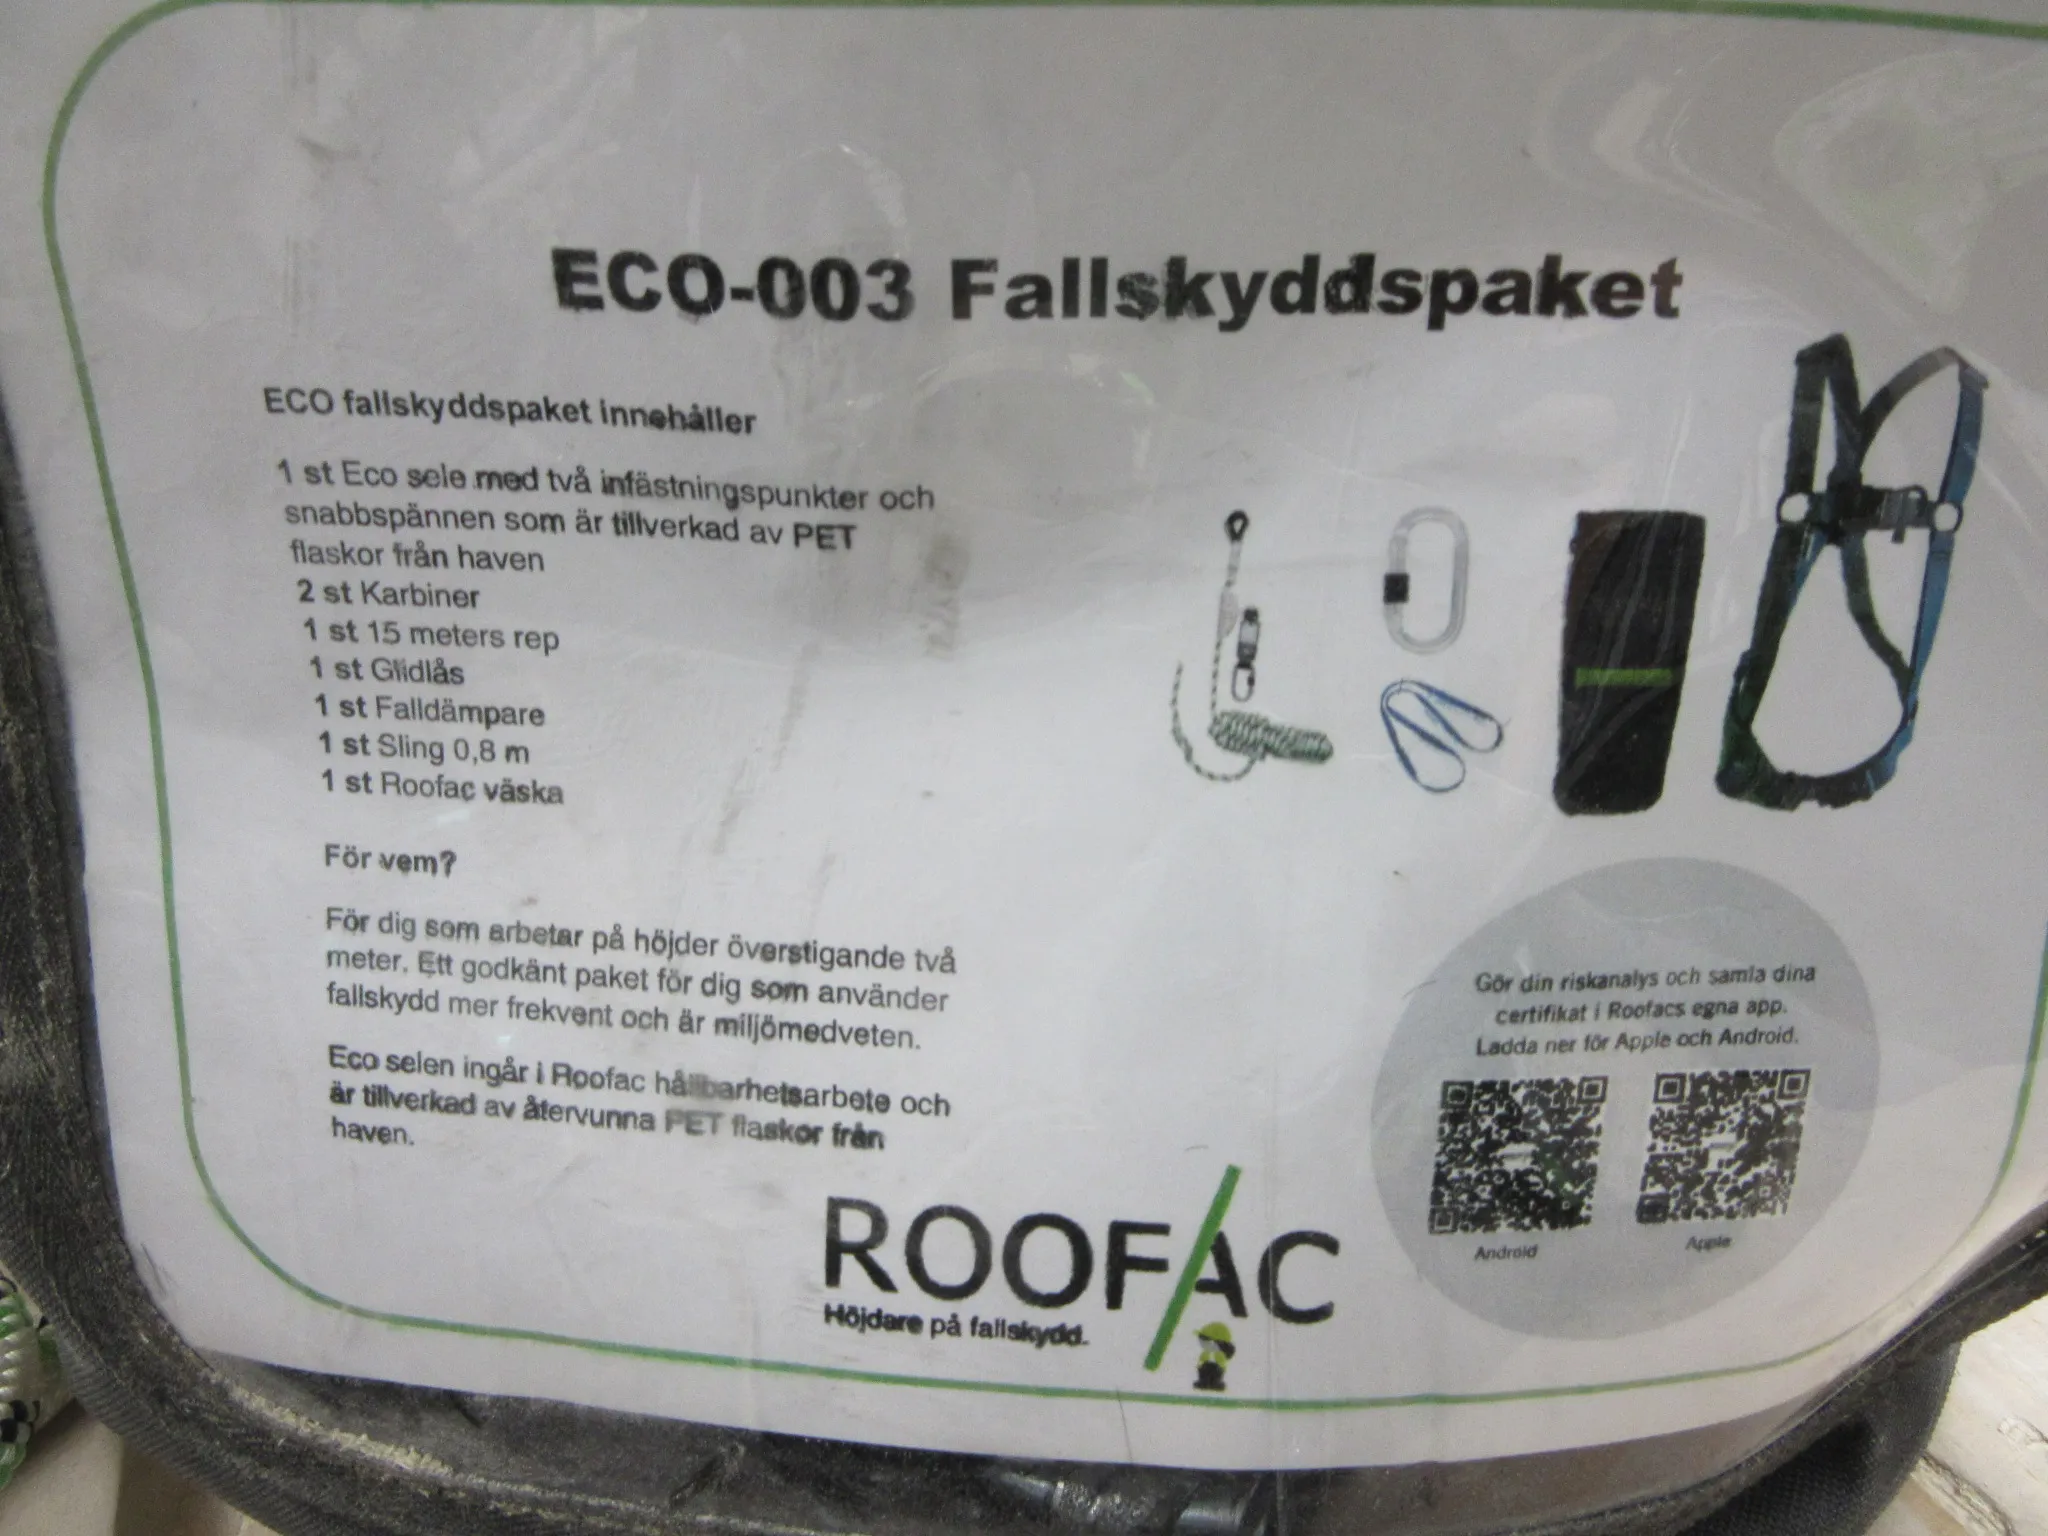 ECO-003 Fallskyddspaket
ECO fallskyddspaket innehåller
1 st Eco sele med två infästningspunkter och
snabbspännen som är tillverkad av PET
flaskor från haven
2 st Karbiner
1 st 15 meters rep
1 st Glidlås
1 st Falldämpare
1 st Sling 0,8 m
1 st Roofac väska
För vem?
För dig som arbetar på höjder överstigande två
meter. Ett godkänt paket för dig som använder
fallskydd mer frekvent och är miljömedveten.
Eco selen ingår i Roofac hållbarhetsarbete och
är tillverkad av återvunna PET flaskor från
haven.
Gör din riskanalys och samla dina
certifikat i Roofacs egna app.
Ladda ner för Apple och Android.
Android
Apple
ROOFAC
Höjdare på fallskydd.